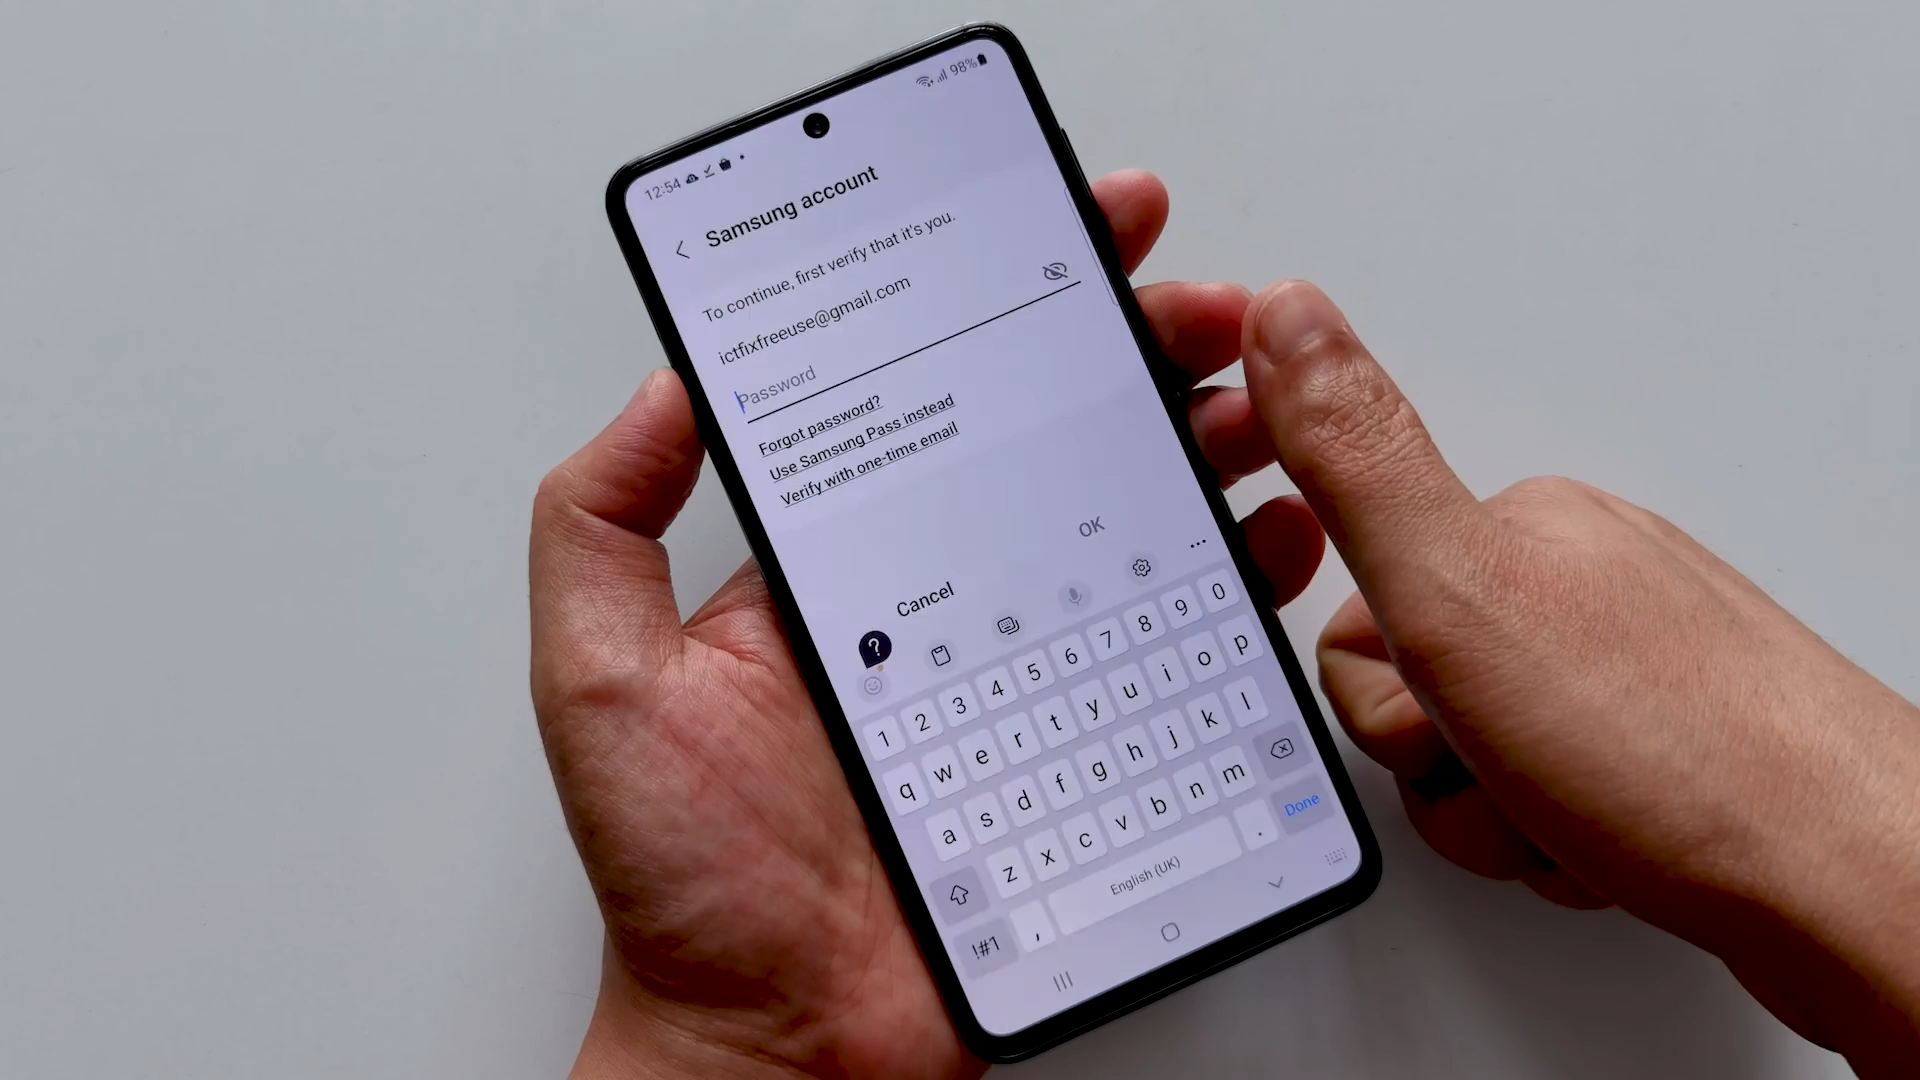 12:54
98%
Samsung account
To continue, first verify that it's you.
ictfixfreeuse@gmail.com
Password
Forgot password?
Use Samsung Pass instead
Verify with one-time email
Cancel
OK
?
1 2 3 4 5 6 7 8 9 0
q w e r t y u i o p
a s d f g h j k l
z x c v b n m
!#1 , English (UK) . Done